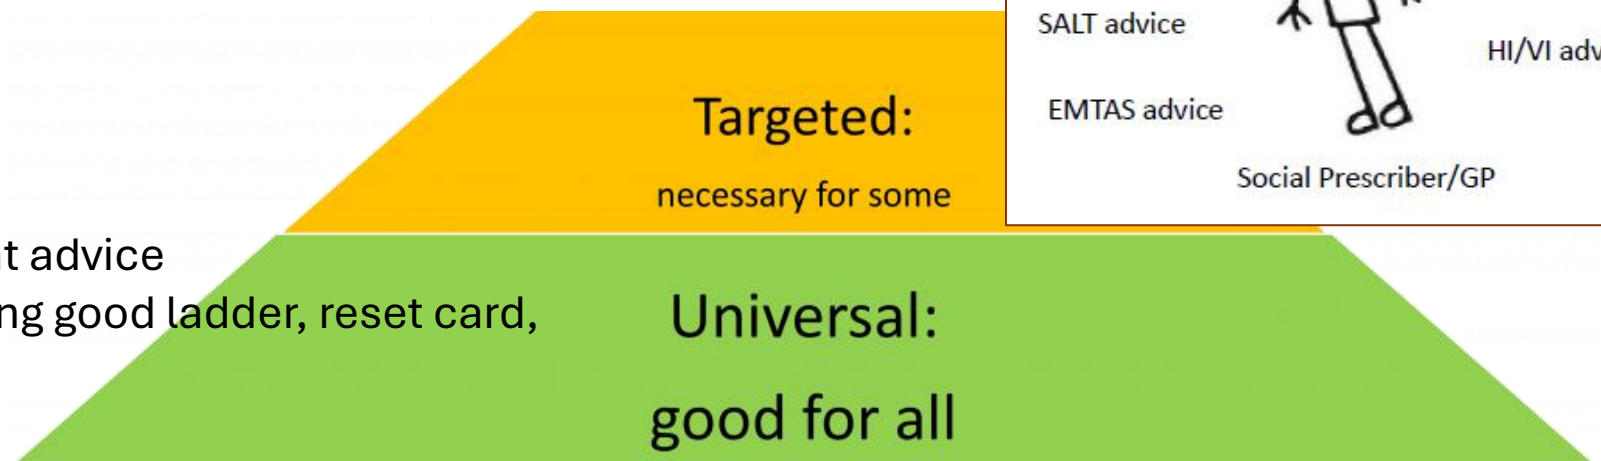 SALT advice
HI/VI adv
EMTAS advice
Social Prescriber/GP
Targeted:
necessary for some
advice
good ladder, reset card,
Universal:
good for all